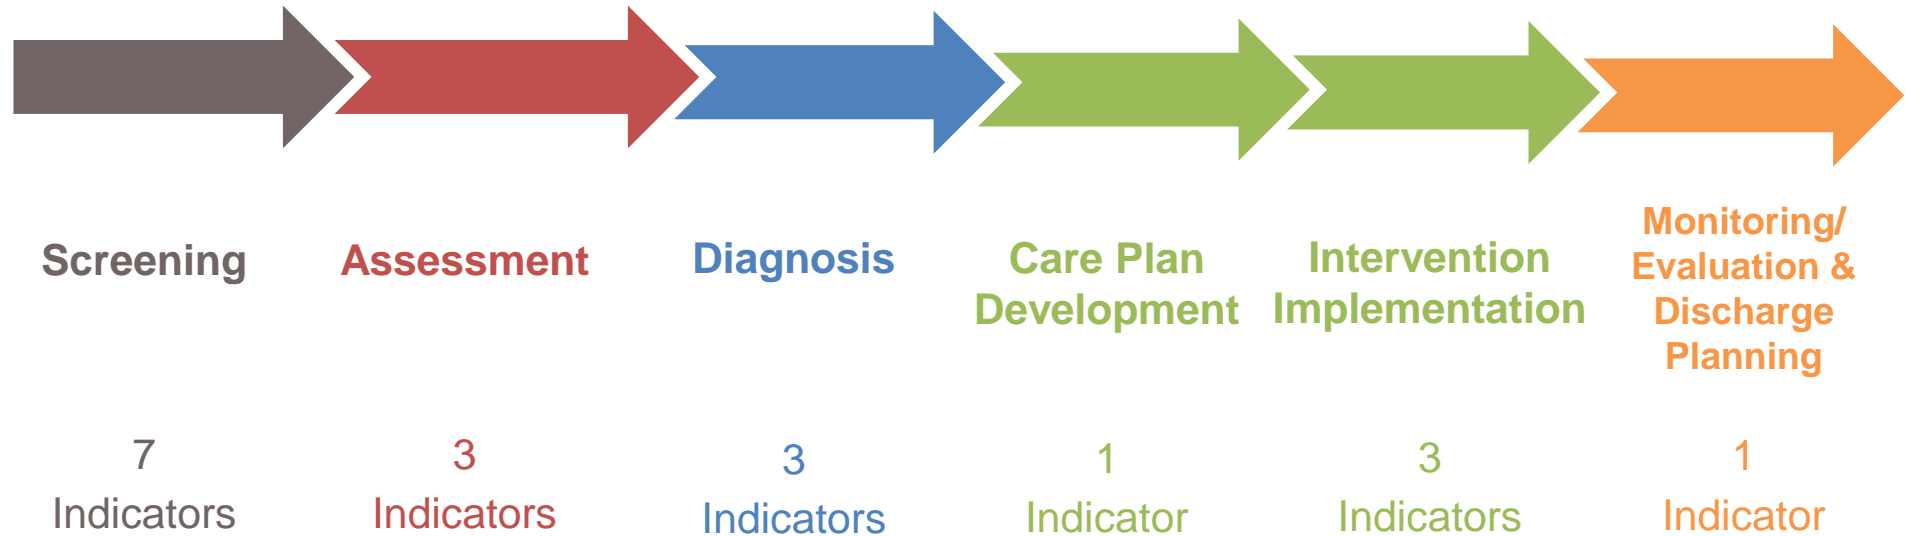 Screening
Assessment
Diagnosis
Care Plan
Development
Intervention
Implementation
Monitoring/
Evaluation &
Discharge
Planning
7
Indicators
3
Indicators
3
Indicators
1
Indicator
3
Indicators
1
Indicator